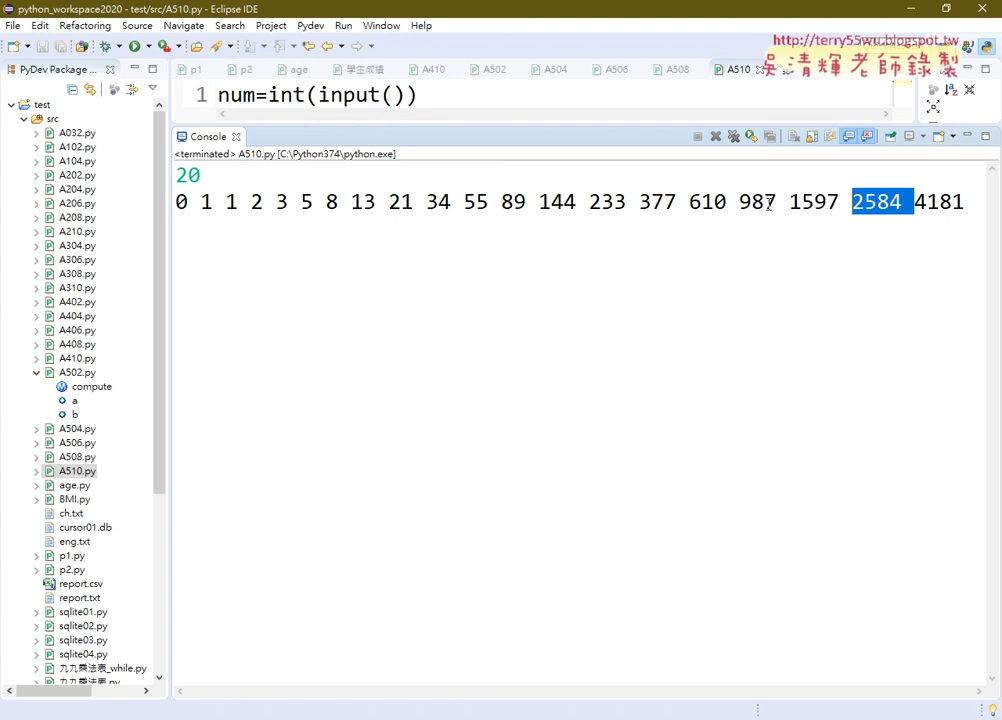 python_workspace2020 - test/src/A510.py - Eclipse IDE
File Edit Refactoring Source Navigate Search Project Pydev Run Window Help
http://terry55wu.blogspot.tw
吳清輝老師錄製
PyDev Package ...
p1 p2 age 學生成績 A410 A502 A504 A506 A508 A510
1 num=int(input())
Console
<terminated> A510.py [C:\Python374\python.exe]
20
0 1 1 2 3 5 8 13 21 34 55 89 144 233 377 610 987 1597 2584 4181
test
src
A032.py
A102.py
A104.py
A202.py
A204.py
A206.py
A208.py
A210.py
A304.py
A306.py
A308.py
A310.py
A402.py
A404.py
A406.py
A408.py
A410.py
A502.py
compute
a
b
A504.py
A506.py
A508.py
A510.py
age.py
BMI.py
ch.txt
cursor01.db
eng.txt
p1.py
p2.py
report.csv
report.txt
sqlite01.py
sqlite02.py
sqlite03.py
sqlite04.py
九九乘法表_while.py
九九乘法表.py